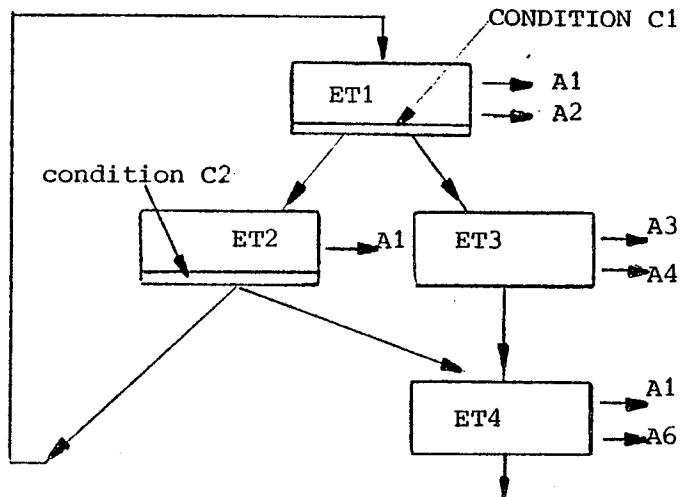 CONDITION C1
ET1
A1
A2
condition C2
ET2
A1
ET3
A3
A4
ET4
A1
A6